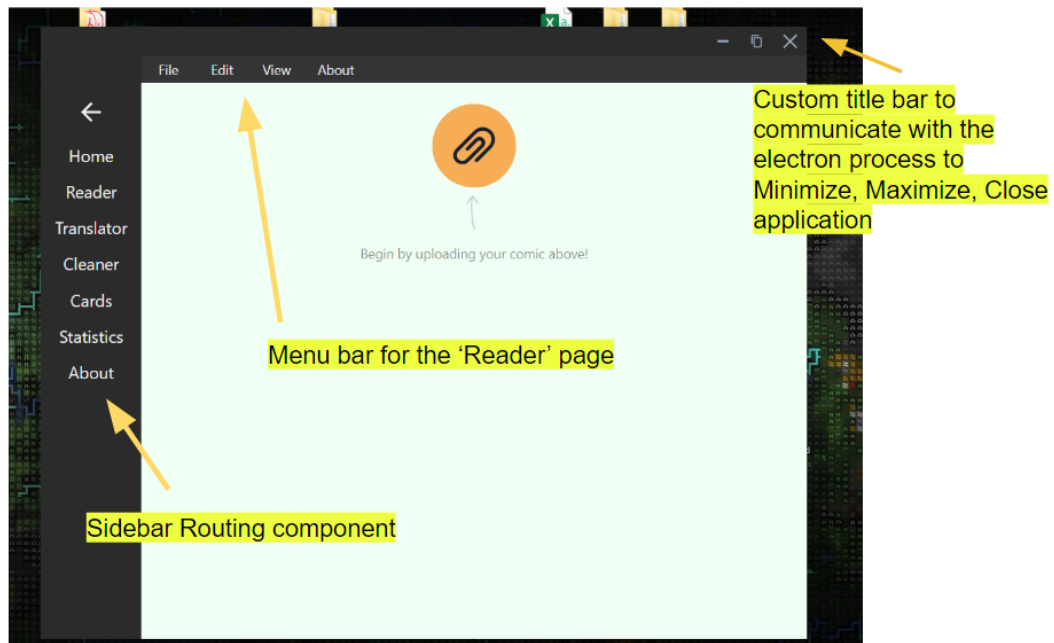 File Edit View About
Home
Reader
Translator
Cleaner
Cards
Statistics
About
Begin by uploading your comic above!
Custom title bar to
communicate with the
electron process to
Minimize, Maximize, Close
application
Menu bar for the ‘Reader’ page
Sidebar Routing component